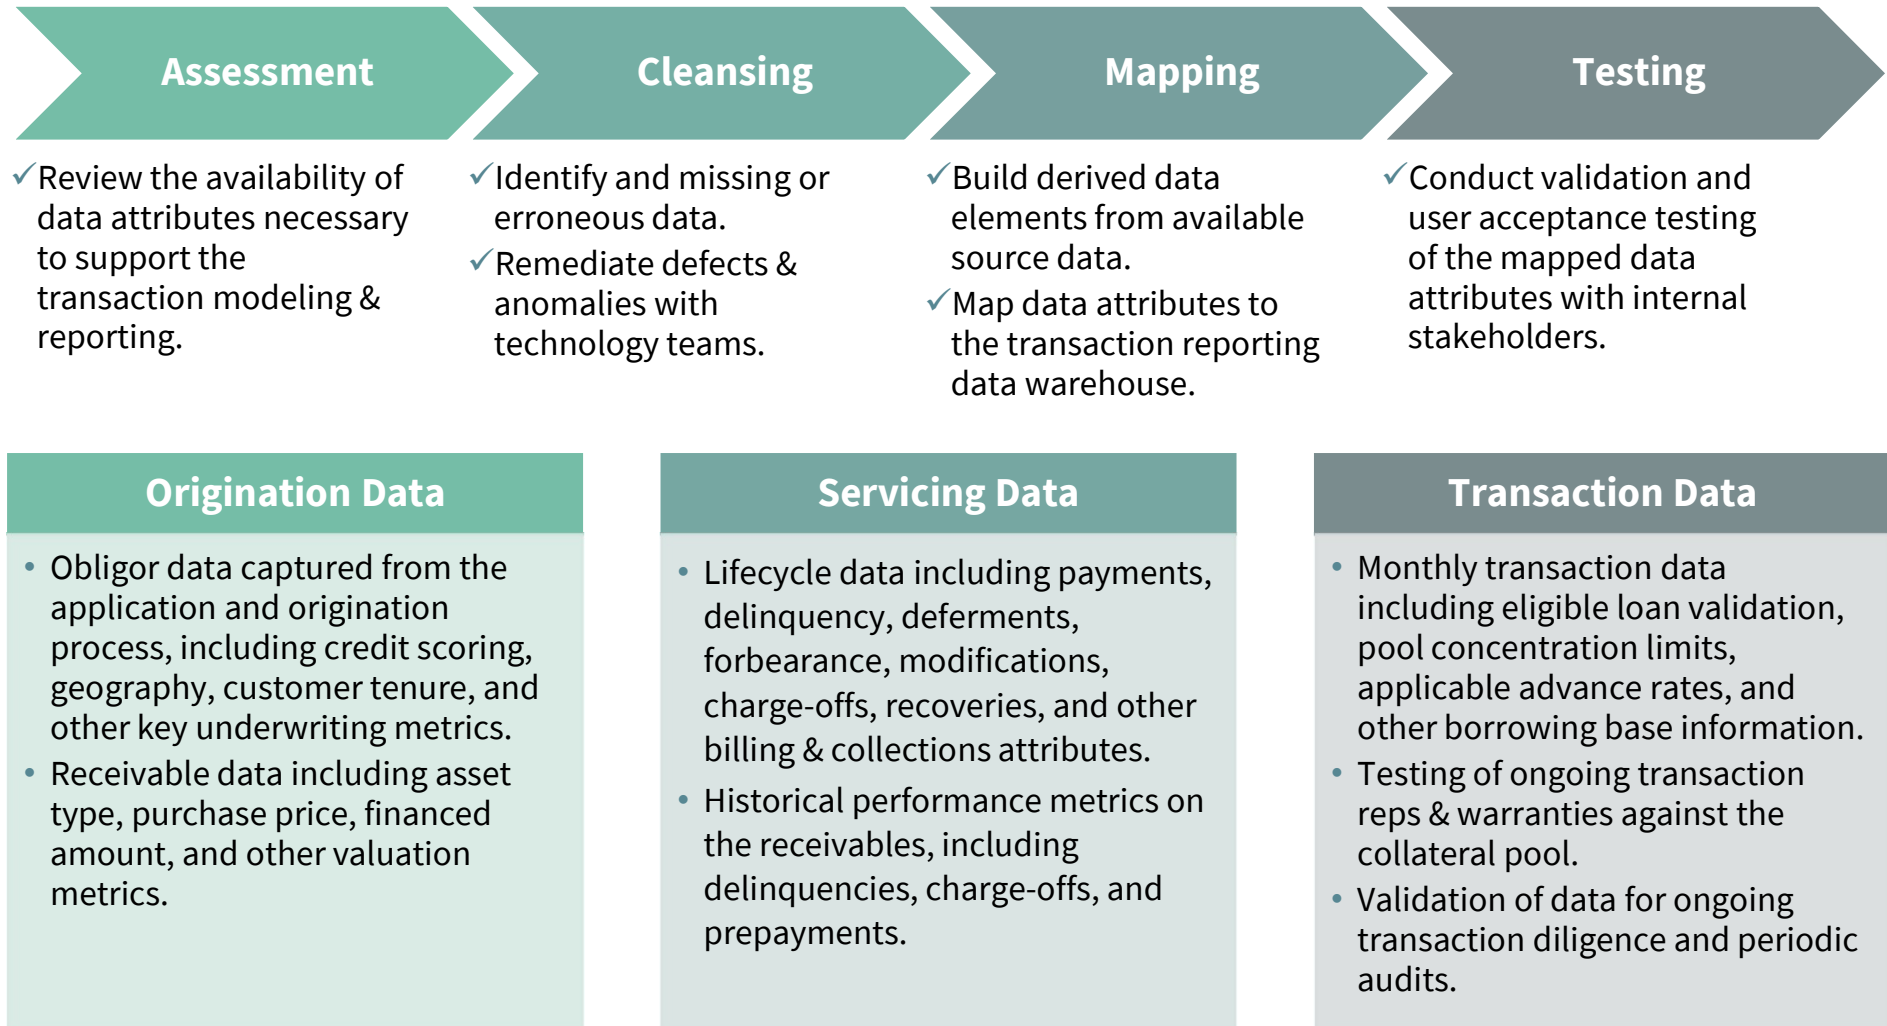 Assessment
✓Review the availability of
data attributes necessary
to support the
transaction modeling &
reporting.
Cleansing
✓Identify and missing or
erroneous data.
✓Remediate defects &
anomalies with
technology teams.
Mapping
✓Build derived data
elements from available
source data.
✓Map data attributes to
the transaction reporting
data warehouse.
Testing
✓Conduct validation and
user acceptance testing
of the mapped data
attributes with internal
stakeholders.
Origination Data
• Obligor data captured from the
application and origination
process, including credit scoring,
geography, customer tenure, and
other key underwriting metrics.
• Receivable data including asset
type, purchase price, financed
amount, and other valuation
metrics.
Servicing Data
• Lifecycle data including payments,
delinquency, deferments,
forbearance, modifications,
charge-offs, recoveries, and other
billing & collections attributes.
• Historical performance metrics on
the receivables, including
delinquencies, charge-offs, and
prepayments.
Transaction Data
• Monthly transaction data
including eligible loan validation,
pool concentration limits,
applicable advance rates, and
other borrowing base information.
• Testing of ongoing transaction
reps & warranties against the
collateral pool.
• Validation of data for ongoing
transaction diligence and periodic
audits.